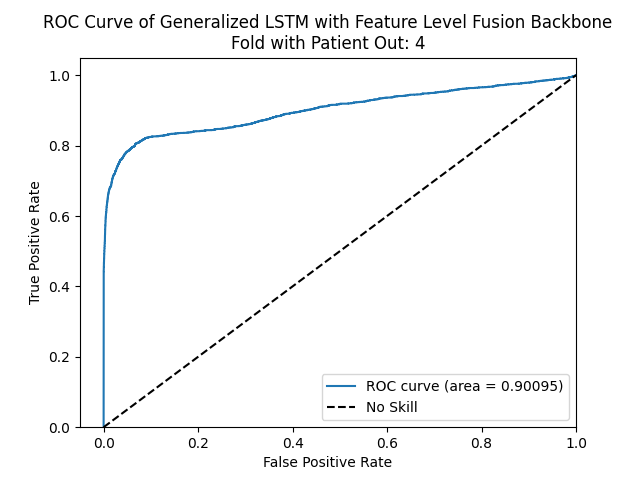 ROC Curve of Generalized LSTM with Feature Level Fusion Backbone
Fold with Patient Out: 4
True Positive Rate
1.0
0.8
0.6
0.4
0.2
0.0
ROC curve (area = 0.90095)
No Skill
0.0 0.2 0.4 0.6 0.8 1.0
False Positive Rate